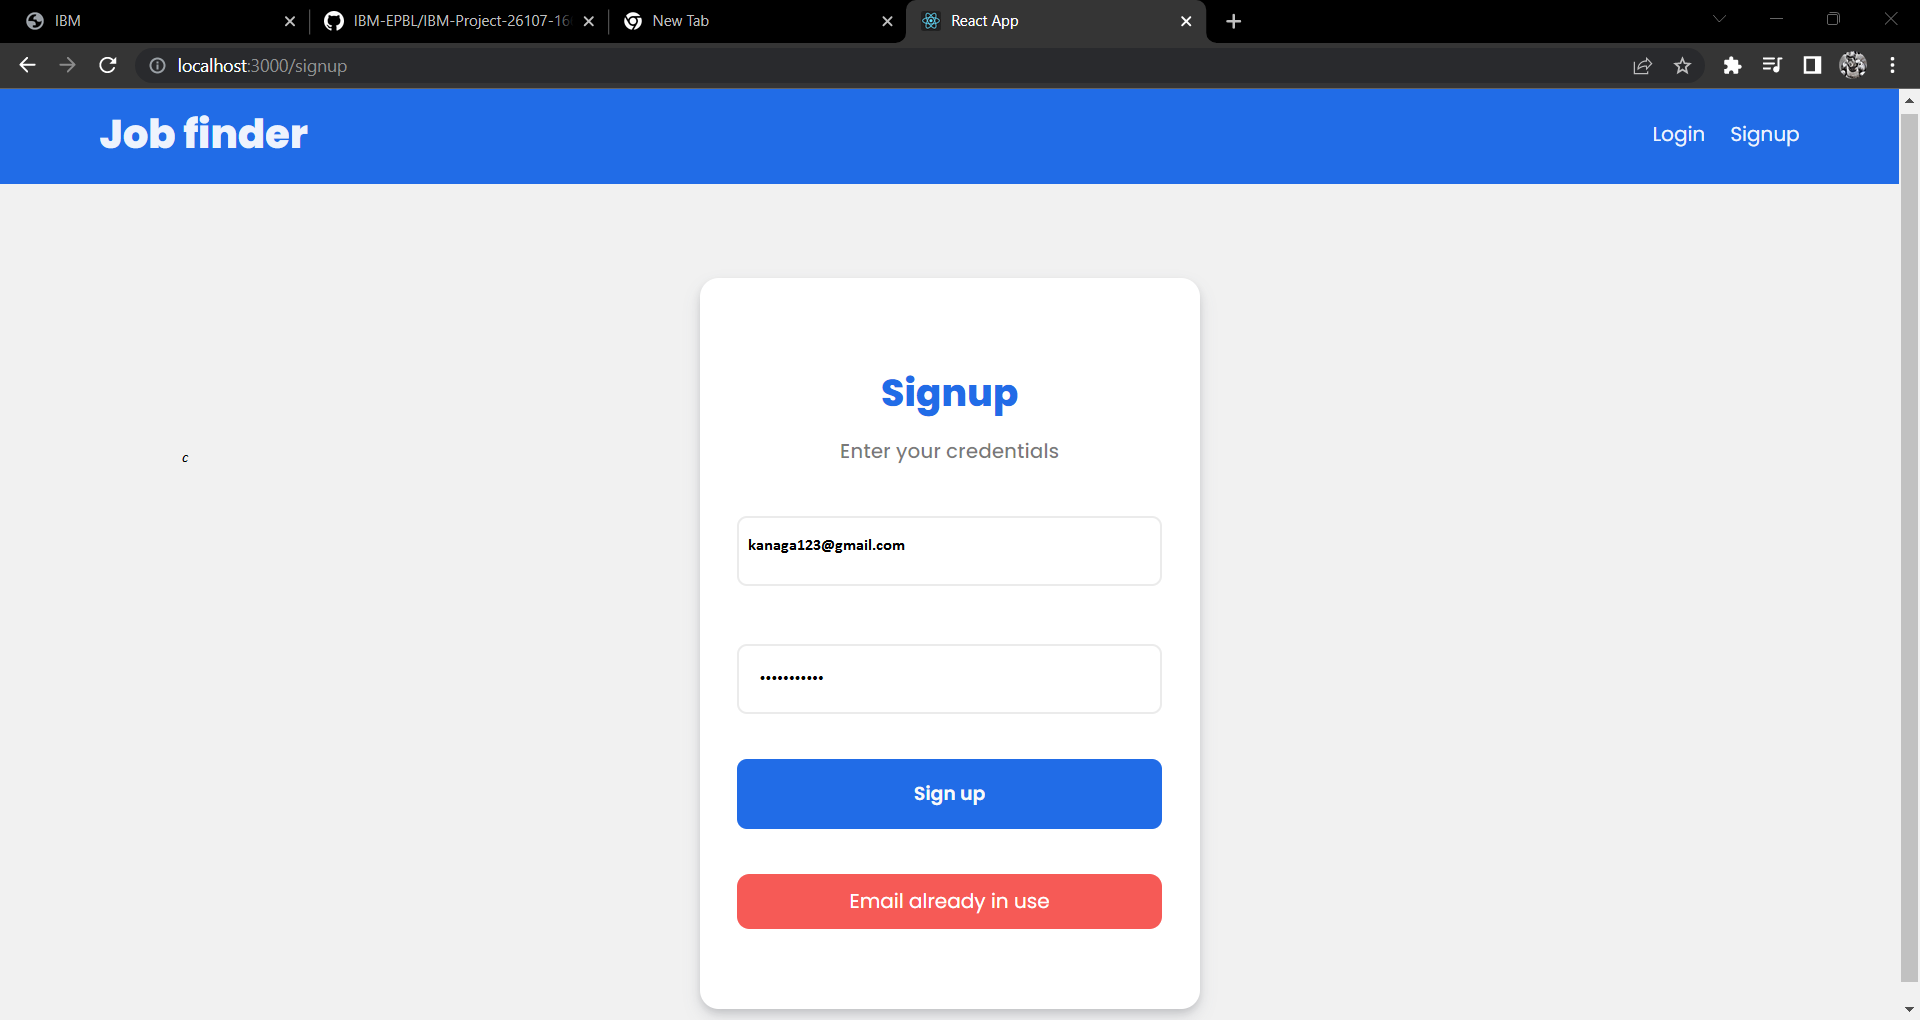 IBM
IBM-EPBL/IBM-Project-26107-16
New Tab
React App
localhost:3000/signup
Job finder
Login
Signup
Signup
Enter your credentials
c
kanaga123@gmail.com
•••••••••••
Sign up
Email already in use